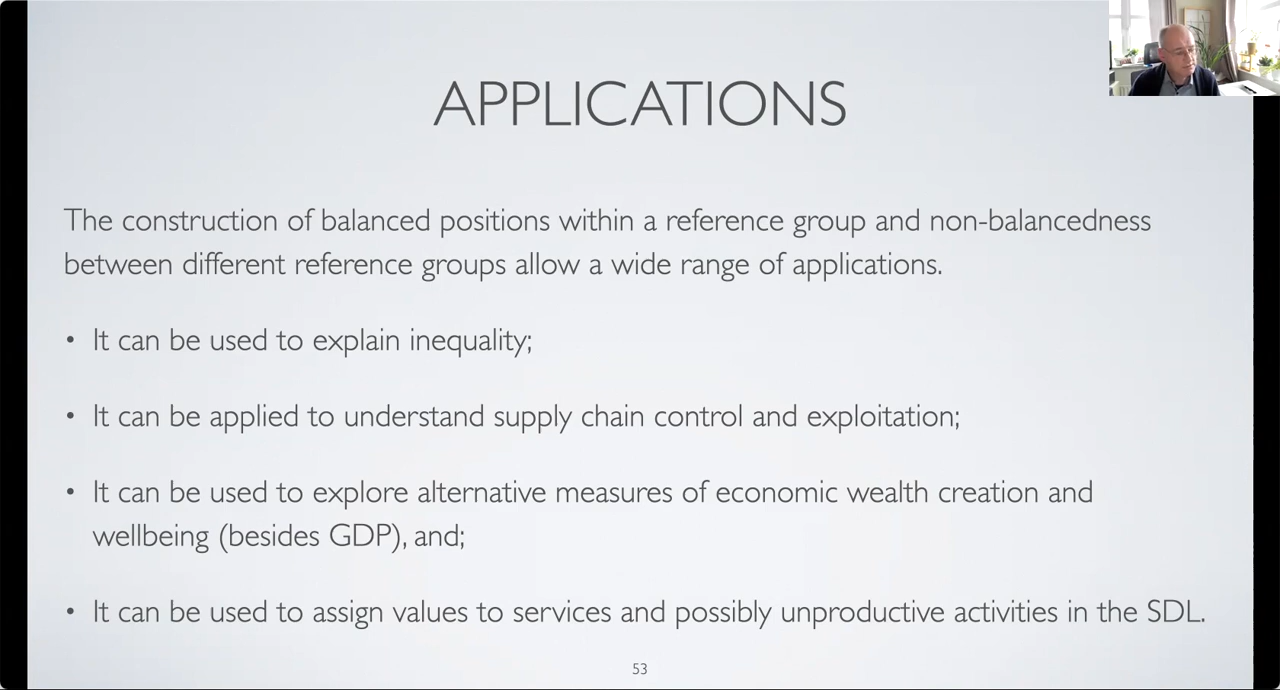 APPLICATIONS
The construction of balanced positions within a reference group and non-balancedness
between different reference groups allow a wide range of applications.
• It can be used to explain inequality;
• It can be applied to understand supply chain control and exploitation;
• It can be used to explore alternative measures of economic wealth creation and
wellbeing (besides GDP), and;
• It can be used to assign values to services and possibly unproductive activities in the SDL.
53